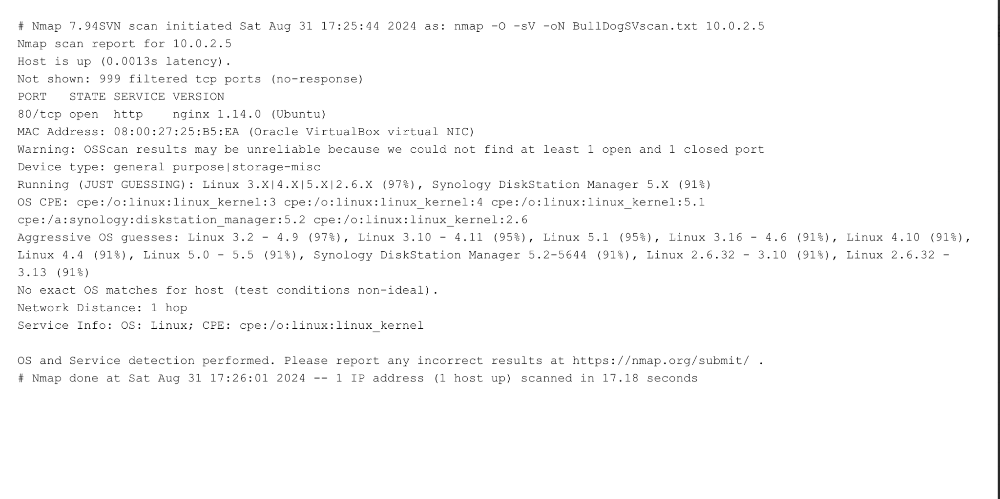 # Nmap 7.94SVN scan initiated Sat Aug 31 17:25:44 2024 as: nmap -O -sV -oN BullDogSVscan.txt 10.0.2.5
Nmap scan report for 10.0.2.5
Host is up (0.0013s latency).
Not shown: 999 filtered tcp ports (no-response)
PORT   STATE SERVICE VERSION
80/tcp open  http    nginx 1.14.0 (Ubuntu)
MAC Address: 08:00:27:25:B5:EA (Oracle VirtualBox virtual NIC)
Warning: OSScan results may be unreliable because we could not find at least 1 open and 1 closed port
Device type: general purpose|storage-misc
Running (JUST GUESSING): Linux 3.X|4.X|5.X|2.6.X (97%), Synology DiskStation Manager 5.X (91%)
OS CPE: cpe:/o:linux:linux_kernel:3 cpe:/o:linux:linux_kernel:4 cpe:/o:linux:linux_kernel:5.1
cpe:/a:synology:diskstation_manager:5.2 cpe:/o:linux:linux_kernel:2.6
Aggressive OS guesses: Linux 3.2 - 4.9 (97%), Linux 3.10 - 4.11 (95%), Linux 5.1 (95%), Linux 3.16 - 4.6 (91%), Linux 4.10 (91%),
Linux 4.4 (91%), Linux 5.0 - 5.5 (91%), Synology DiskStation Manager 5.2-5644 (91%), Linux 2.6.32 - 3.10 (91%), Linux 2.6.32 -
3.13 (91%)
No exact OS matches for host (test conditions non-ideal).
Network Distance: 1 hop
Service Info: OS: Linux; CPE: cpe:/o:linux:linux_kernel

OS and Service detection performed. Please report any incorrect results at https://nmap.org/submit/ .
# Nmap done at Sat Aug 31 17:26:01 2024 -- 1 IP address (1 host up) scanned in 17.18 seconds